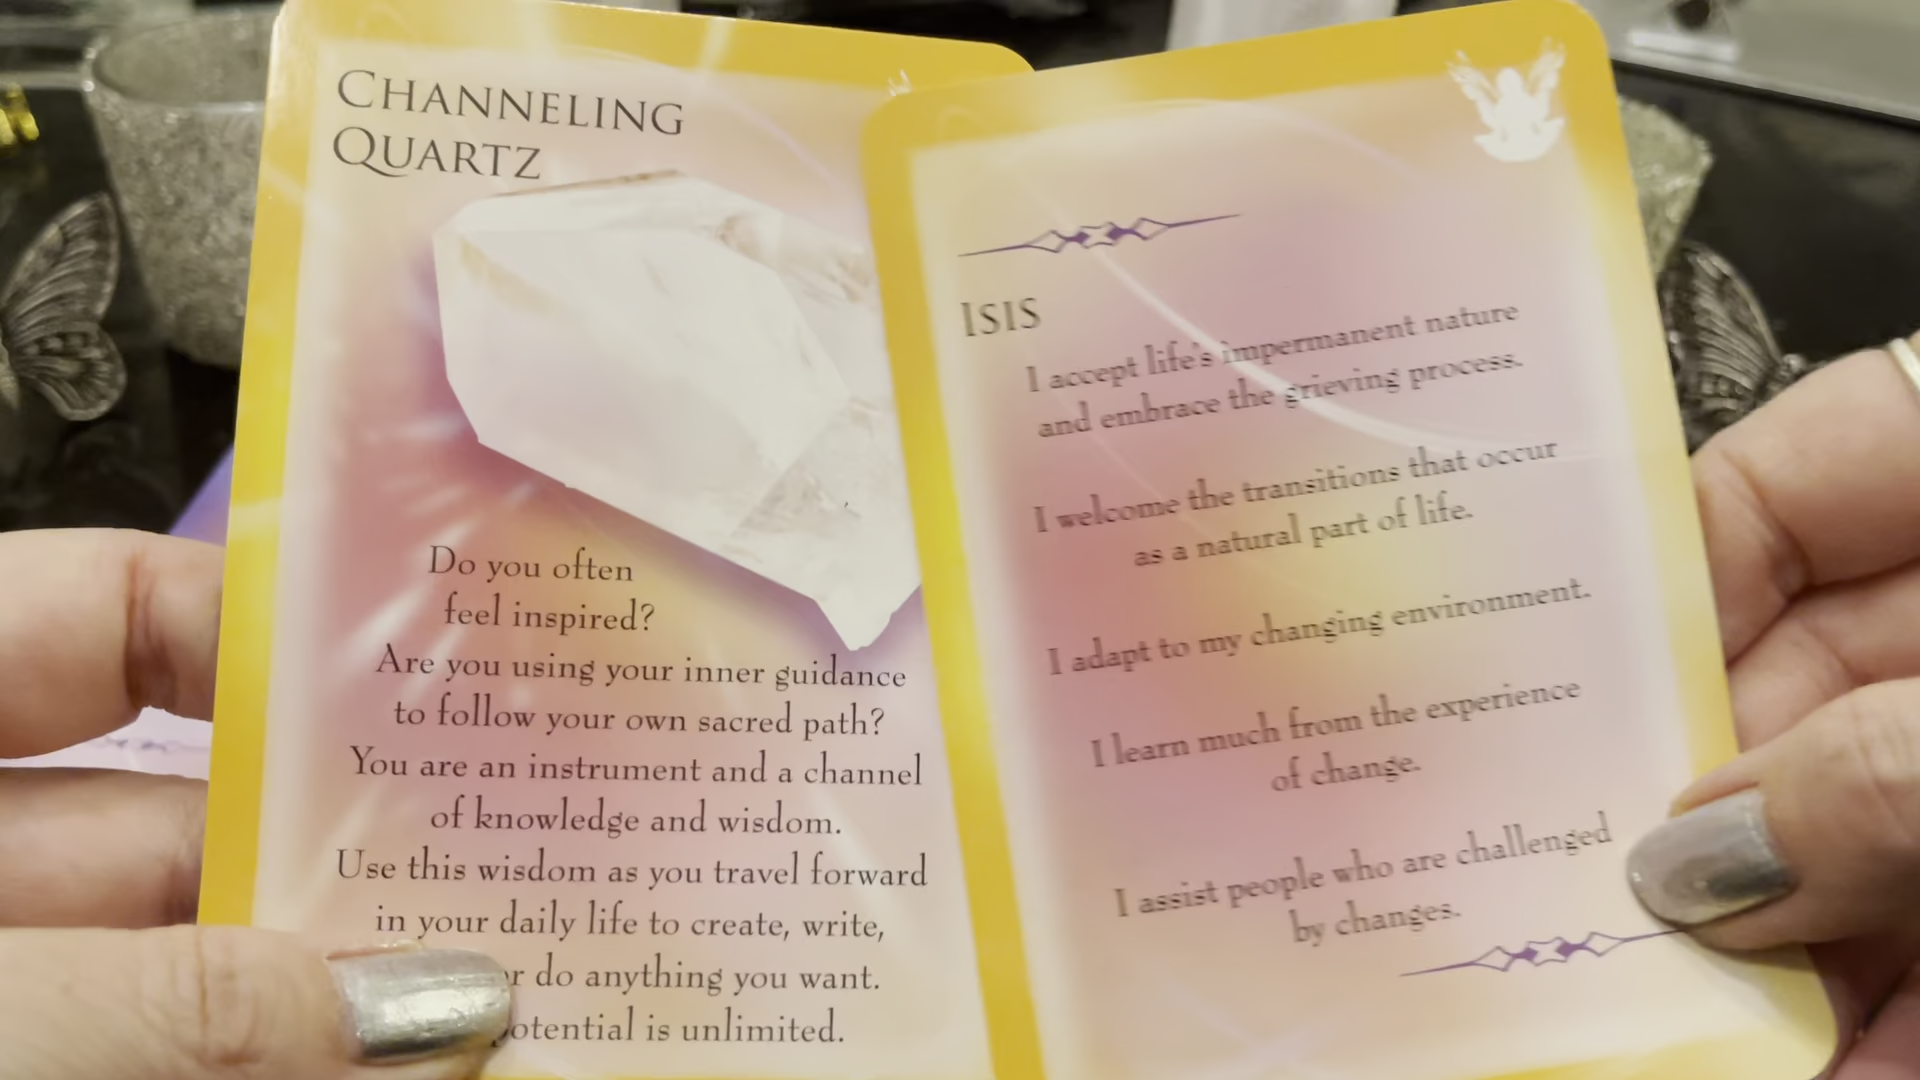 CHANNELING
QUARTZ
Do you often
feel inspired?
Are you using your inner guidance
to follow your own sacred path?
You are an instrument and a channel
of knowledge and wisdom.
Use this wisdom as you travel forward
in your daily life to create, write,
do anything you want.
is unlimited.
ISIS
I accept life's impermanent nature
and embrace the grieving process.
I welcome the transitions that occur
as a natural part of life.
I adapt to my changing environment.
I learn much from the experience
of change.
I assist people who are challenged
by changes.